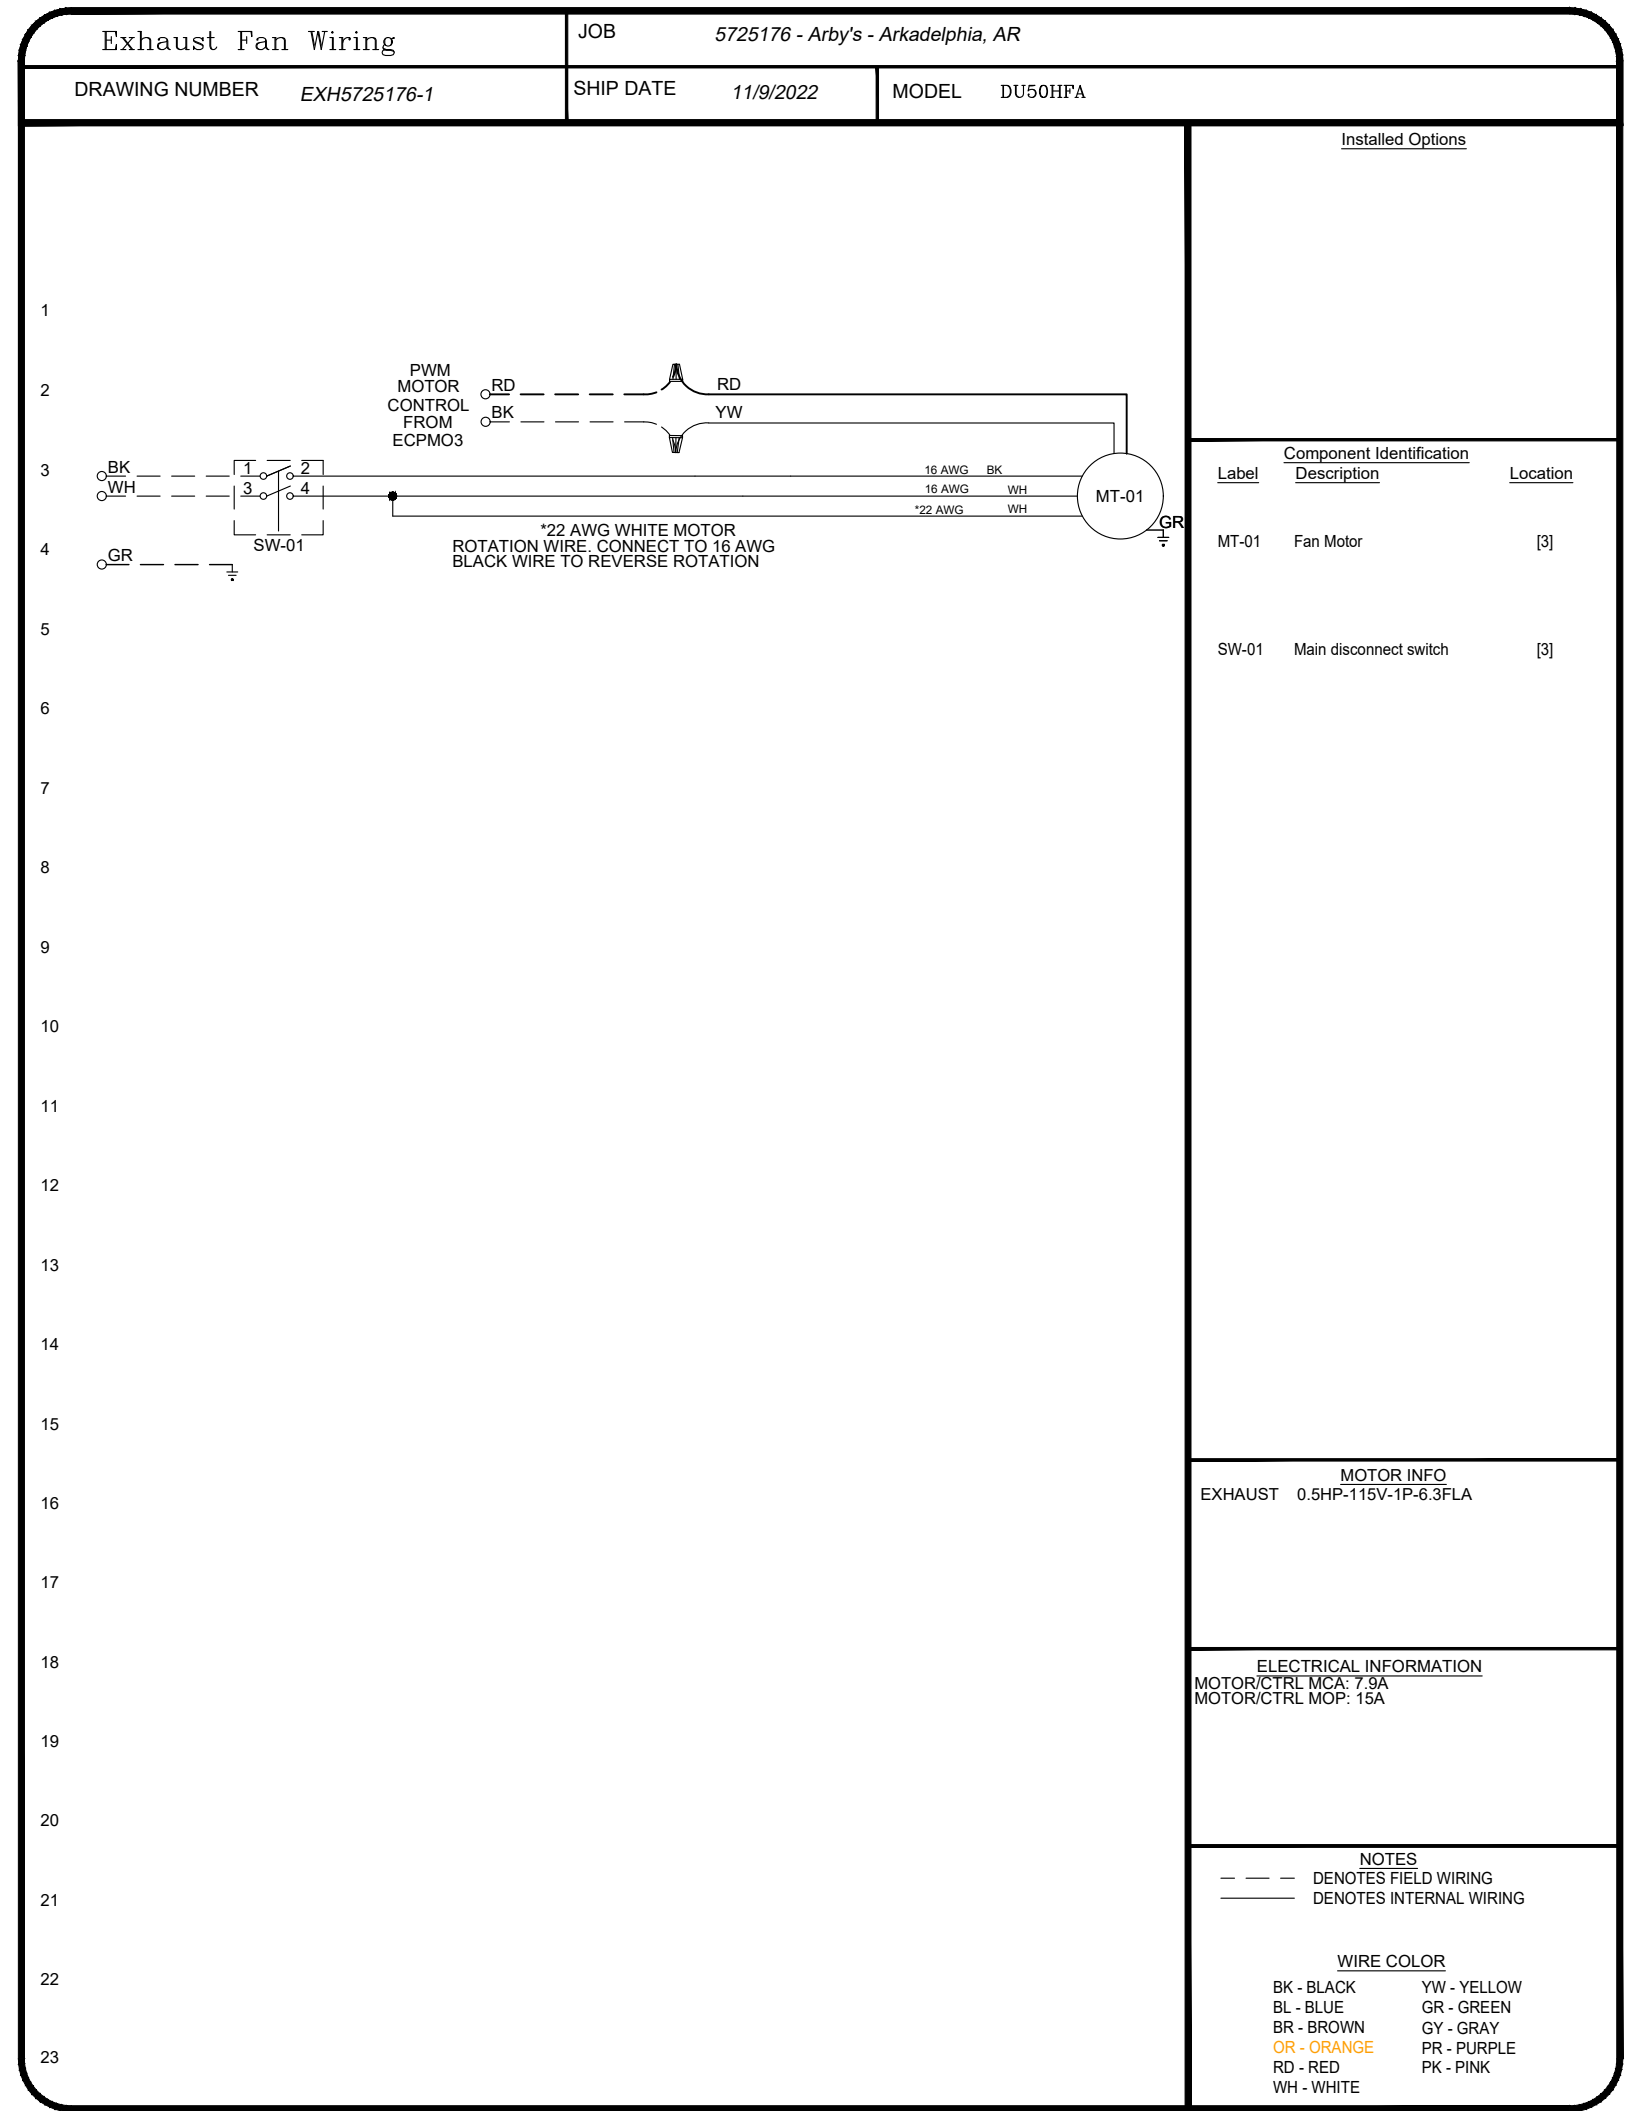 Exhaust Fan Wiring
JOB 5725176 - Arby's - Arkadelphia, AR
DRAWING NUMBER EXH5725176-1
SHIP DATE 11/9/2022
MODEL DU50HFA
1
2
3
4
5
6
7
8
9
10
11
12
13
14
15
16
17
18
19
20
21
22
23
PWM
MOTOR
CONTROL
FROM
ECPMO3
RD
BK
RD
YW
BK
WH
1 2
3 4
SW-01
GR
16 AWG BK
16 AWG WH
*22 AWG WH
MT-01
GR
*22 AWG WHITE MOTOR
ROTATION WIRE. CONNECT TO 16 AWG
BLACK WIRE TO REVERSE ROTATION
Installed Options
Component Identification
Label Description Location
MT-01 Fan Motor [3]
SW-01 Main disconnect switch [3]
MOTOR INFO
EXHAUST 0.5HP-115V-1P-6.3FLA
ELECTRICAL INFORMATION
MOTOR/CTRL MCA: 7.9A
MOTOR/CTRL MOP: 15A
NOTES
DENOTES FIELD WIRING
DENOTES INTERNAL WIRING
WIRE COLOR
BK - BLACK YW - YELLOW
BL - BLUE GR - GREEN
BR - BROWN GY - GRAY
OR - ORANGE PR - PURPLE
RD - RED PK - PINK
WH - WHITE